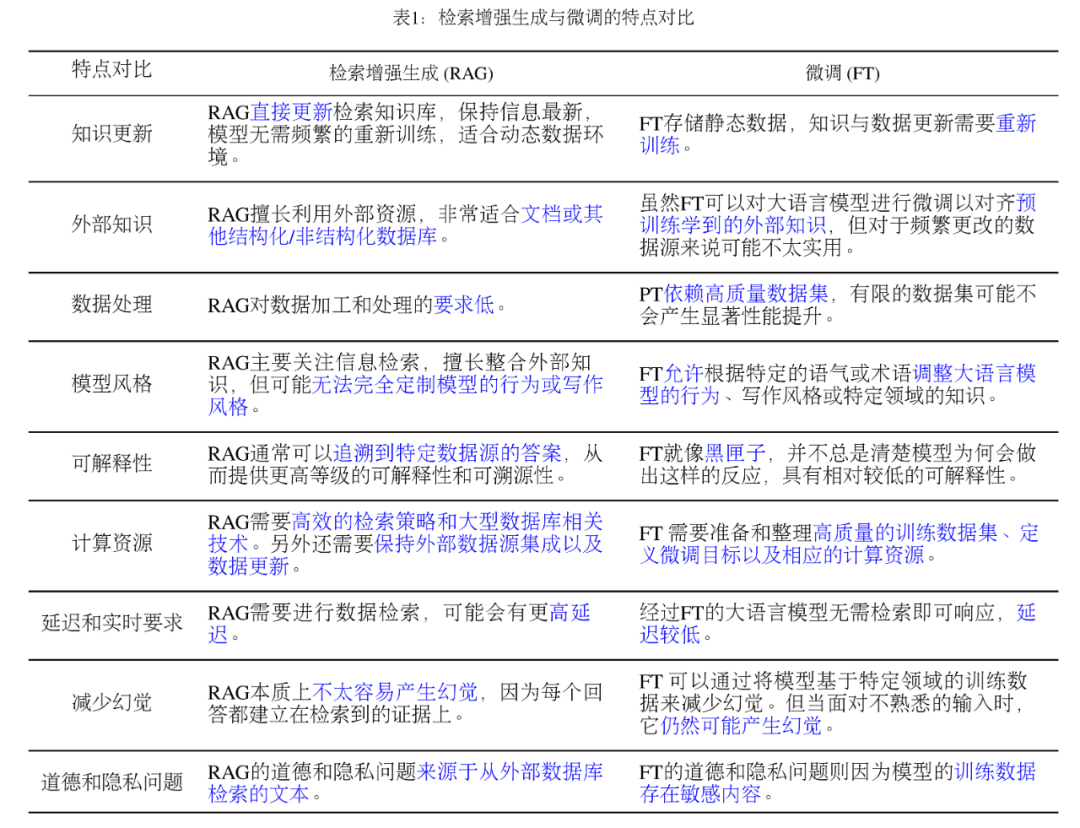 表1：检索增强生成与微调的特点对比
特点对比
检索增强生成 (RAG)
微调 (FT)
知识更新
RAG直接更新检索知识库，保持信息最新，
模型无需频繁的重新训练，适合动态数据环
境。
FT存储静态数据，知识与数据更新需要重新
训练。
外部知识
RAG擅长利用外部资源，非常适合文档或其
他结构化/非结构化数据库。
虽然FT可以对大语言模型进行微调以对齐预
训练学到的外部知识，但对于频繁更改的数
据源来说可能不太实用。
数据处理
RAG对数据加工和处理的要求低。
PT依赖高质量数据集，有限的数据集可能不
会产生显著性能提升。
模型风格
RAG主要关注信息检索，擅长整合外部知
识，但可能无法完全定制模型的行为或写作
风格。
FT允许根据特定的语气或术语调整大语言模
型的行为、写作风格或特定领域的知识。
可解释性
RAG通常可以追溯到特定数据源的答案，从
而提供更高等级的可解释性和可溯源性。
FT就像黑匣子，并不总是清楚模型为何会做
出这样的反应，具有相对较低的可解释性。
计算资源
RAG需要高效的检索策略和大型数据库相关
技术。另外还需要保持外部数据源集成以及
数据更新。
FT 需要准备和整理高质量的训练数据集、定
义微调目标以及相应的计算资源。
延迟和实时要求
RAG需要进行数据检索，可能会有更高延
迟。
经过FT的大语言模型无需检索即可响应，延
迟较低。
减少幻觉
RAG本质上不太容易产生幻觉，因为每个回
答都建立在检索到的证据上。
FT 可以通过将模型基于特定领域的训练数
据来减少幻觉。但当面对不熟悉的输入时，
它仍然可能产生幻觉。
道德和隐私问题
RAG的道德和隐私问题来源于从外部数据库
检索的文本。
FT的道德和隐私问题则因为模型的训练数据
存在敏感内容。